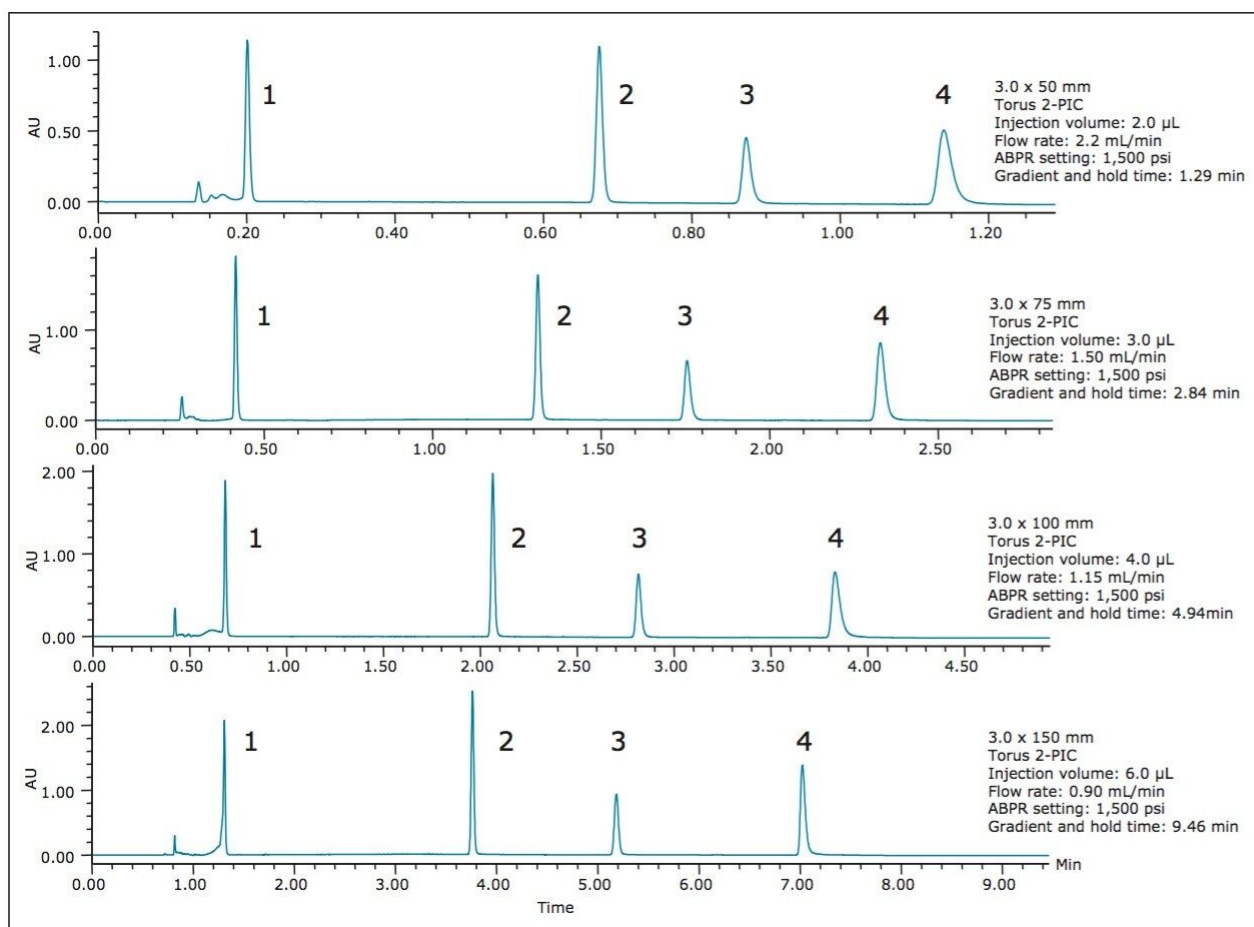 1.00
0.50
0.00
AU
1
2
3
4
3.0 x 50 mm
Torus 2-PIC
Injection volume: 2.0 µL
Flow rate: 2.2 mL/min
ABPR setting: 1,500 psi
Gradient and hold time: 1.29 min
0.00 0.20 0.40 0.60 0.80 1.00 1.20
1.00
0.00
AU
1
2
3
4
3.0 x 75 mm
Torus 2-PIC
Injection volume: 3.0 µL
Flow rate: 1.50 mL/min
ABPR setting: 1,500 psi
Gradient and hold time: 2.84 min
0.00 0.50 1.00 1.50 2.00 2.50
2.00
1.00
0.00
AU
1
2
3
4
3.0 x 100 mm
Torus 2-PIC
Injection volume: 4.0 µL
Flow rate: 1.15 mL/min
ABPR setting: 1,500 psi
Gradient and hold time: 4.94min
0.00 0.50 1.00 1.50 2.00 2.50 3.00 3.50 4.00 4.50
2.00
1.00
0.00
AU
1
2
3
4
3.0 x 150 mm
Torus 2-PIC
Injection volume: 6.0 µL
Flow rate: 0.90 mL/min
ABPR setting: 1,500 psi
Gradient and hold time: 9.46 min
0.00 1.00 2.00 3.00 4.00 5.00 6.00 7.00 8.00 9.00 Min
Time